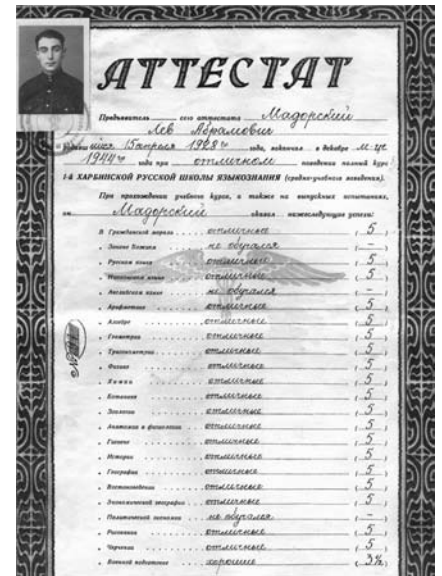 АТТЕСТАТ
Предъявитель сего аттестата Мадорский
Лев Абрамович
родившийся 15 апреля 1928 года, окончил в декабре м-це
1944 года при отличном поведении полный курс
1-й ХАРБИНСКОЙ РУССКОЙ ШКОЛЫ ЯЗЫКОЗНАНИЯ (средне-учебного заведения).
При прохождении учебного курса, а также на выпускных испытаниях,
он Мадорский оказал нижеследующие успехи:
В Гражданской морали отличные ( 5 )
„ Законе Божием не обучался ( – )
„ Русском языке отличные ( 5 )
„ Ниппонском языке отличные ( 5 )
„ Английском языке не обучался ( – )
„ Арифметике отличные ( 5 )
„ Алгебре отличные ( 5 )
„ Геометрии отличные ( 5 )
„ Тригонометрии отличные ( 5 )
„ Физике отличные ( 5 )
„ Химии отличные ( 5 )
„ Ботанике отличные ( 5 )
„ Зоологии отличные ( 5 )
„ Анатомии и физиологии отличные ( 5 )
„ Гигиене отличные ( 5 )
„ Истории отличные ( 5 )
„ Географии отличные ( 5 )
„ Востоковедении отличные ( 5 )
„ Экономической географии отличные ( 5 )
„ Политической экономии не обучался ( – )
„ Рисовании отличные ( 5 )
„ Черчении отличные ( 5 )
„ Военной подготовке хорошие